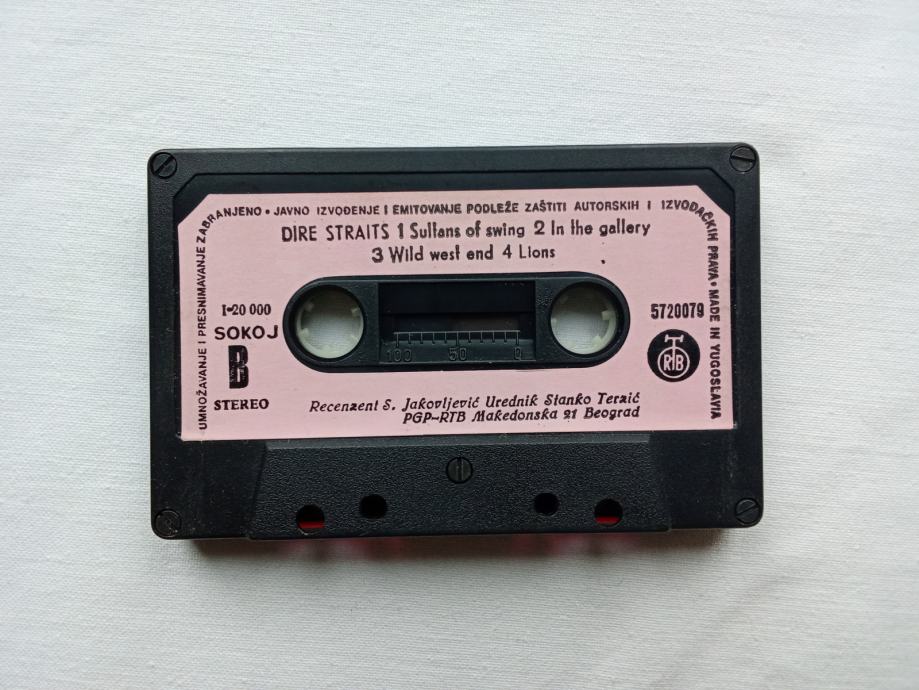 UMNOŽAVANJE I PRESNIMAVANJE ZABRANJENO • JAVNO IZVOĐENJE I EMITOVANJE PODLEŽE ZAŠTITI AUTORSKIH I IZVOĐAČKIH PRAVA • MADE IN YUGOSLAVIA
DIRE STRAITS 1 Sultans of swing 2 In the gallery
3 Wild west end 4 Lions
I-20 000
SOKOJ
B
STEREO
100 50 0
5720079
RTB
Recenzent S. Jakovljević Urednik Stanko Terzić
PGP-RTB Makedonska 21 Beograd